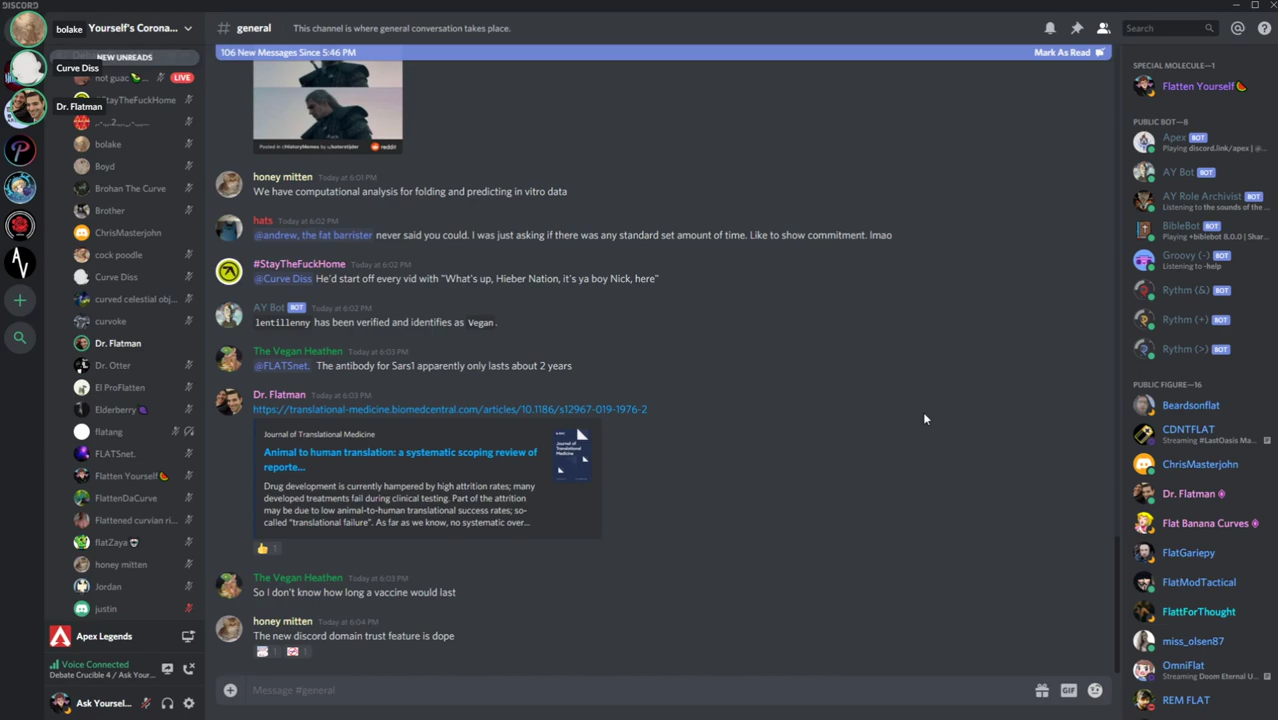 DISCORD
bolake
Yourself's Corona...
Curve Diss
Dr. Flatman
NEW UNREADS
not guac
LIVE
#StayTheFuckHome
bolake
Boyd
Brohan The Curve
Brother
ChrisMasterjohn
cock poodle
Curve Diss
curved celestial obj...
curvoke
Dr. Flatman
Dr. Otter
El ProFlatten
Elderberry
flatang
FLATSnet.
Flatten Yourself
FlattenDaCurve
Flattened curvian ri...
flatZaya
honey mitten
Jordan
justin
Apex Legends
Voice Connected
Debate Crucible 4 / Ask Your...
Ask Yoursel...
# general
This channel is where general conversation takes place.
Search
106 New Messages Since 5:46 PM
Mark As Read
reddit
honey mitten Today at 6:01 PM
We have computational analysis for folding and predicting in vitro data
hats Today at 6:02 PM
@andrew, the fat barrister never said you could. I was just asking if there was any standard set amount of time. Like to show commitment. lmao
#StayTheFuckHome Today at 6:02 PM
@Curve Diss He'd start off every vid with "What's up, Hieber Nation, it's ya boy Nick, here"
AY Bot BOT Today at 6:02 PM
lentillenny has been verified and identifies as Vegan.
The Vegan Heathen Today at 6:03 PM
@FLATSnet. The antibody for Sars1 apparently only lasts about 2 years
Dr. Flatman Today at 6:03 PM
https://translational-medicine.biomedcentral.com/articles/10.1186/s12967-019-1976-2
Journal of Translational Medicine
Animal to human translation: a systematic scoping review of
reporte...
Drug development is currently hampered by high attrition rates; many
developed treatments fail during clinical testing. Part of the attrition
may be due to low animal-to-human translational success rates; so-
called "translational failure". As far as we know, no systematic over...
1
The Vegan Heathen Today at 6:03 PM
So I don't know how long a vaccine would last
honey mitten Today at 6:04 PM
The new discord domain trust feature is dope
1 1
Message #general
GIF
SPECIAL MOLECULE—1
Flatten Yourself
PUBLIC BOT—8
Apex BOT
Playing discord.link/apex | @...
AY Bot BOT
AY Role Archivist BOT
Listening to the sounds of the...
BibleBot BOT
Playing +biblebot 8.0.0 | Shar...
Groovy (-) BOT
Listening to -help
Rythm (&) BOT
Rythm (+) BOT
Rythm (>) BOT
PUBLIC FIGURE—16
Beardsonflat
CDNTFLAT
Streaming #LastOasis Ma...
ChrisMasterjohn
Dr. Flatman
Flat Banana Curves
FlatGariepy
FlatModTactical
FlattForThought
miss_olsen87
OmniFlat
Streaming Doom Eternal U...
REM FLAT